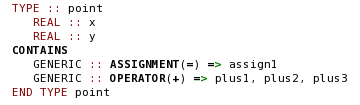 TYPE :: point
   REAL :: x
   REAL :: y
CONTAINS
   GENERIC :: ASSIGNMENT(=) => assign1
   GENERIC :: OPERATOR(+) => plus1, plus2, plus3
END TYPE point